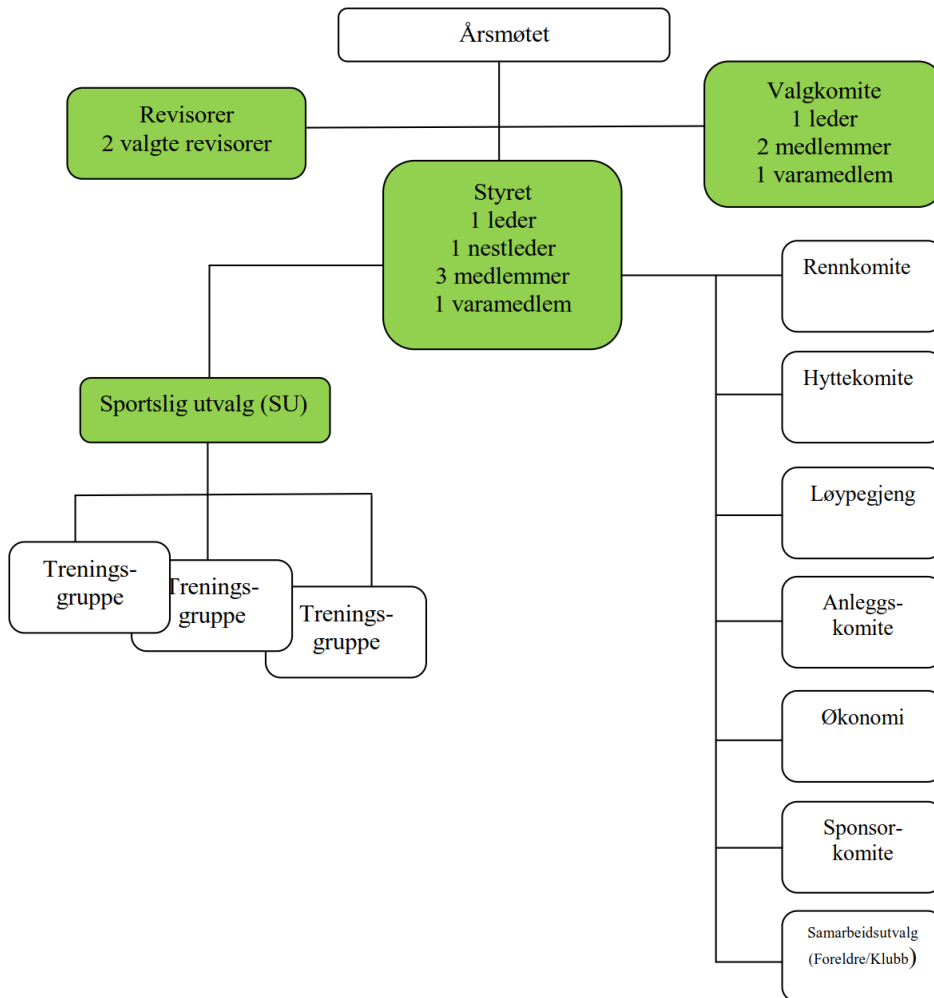 Årsmøtet
Revisorer
2 valgte revisorer
Valgkomite
1 leder
2 medlemmer
1 varamedlem
Styret
1 leder
1 nestleder
3 medlemmer
1 varamedlem
Rennkomite
Hyttekomite
Sportslig utvalg (SU)
Løypegjeng
Trenings-
gruppe
Trenings-
gruppe
Trenings-
gruppe
Anleggs-
komite
Økonomi
Sponsor-
komite
Samarbeidsutvalg
(Foreldre/Klubb)